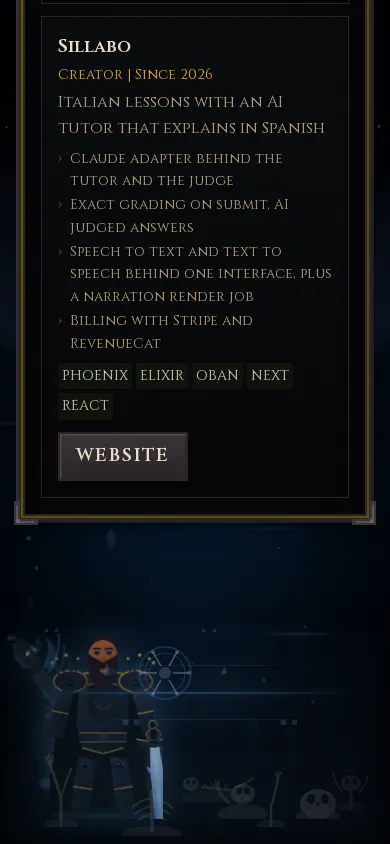 Sillabo
Creator | Since 2026
Italian lessons with an AI
tutor that explains in Spanish
› Claude adapter behind the
tutor and the judge
› Exact grading on submit, AI
judged answers
› Speech to text and text to
speech behind one interface, plus
a narration render job
› Billing with Stripe and
RevenueCat
PHOENIX ELIXIR OBAN NEXT
REACT
WEBSITE